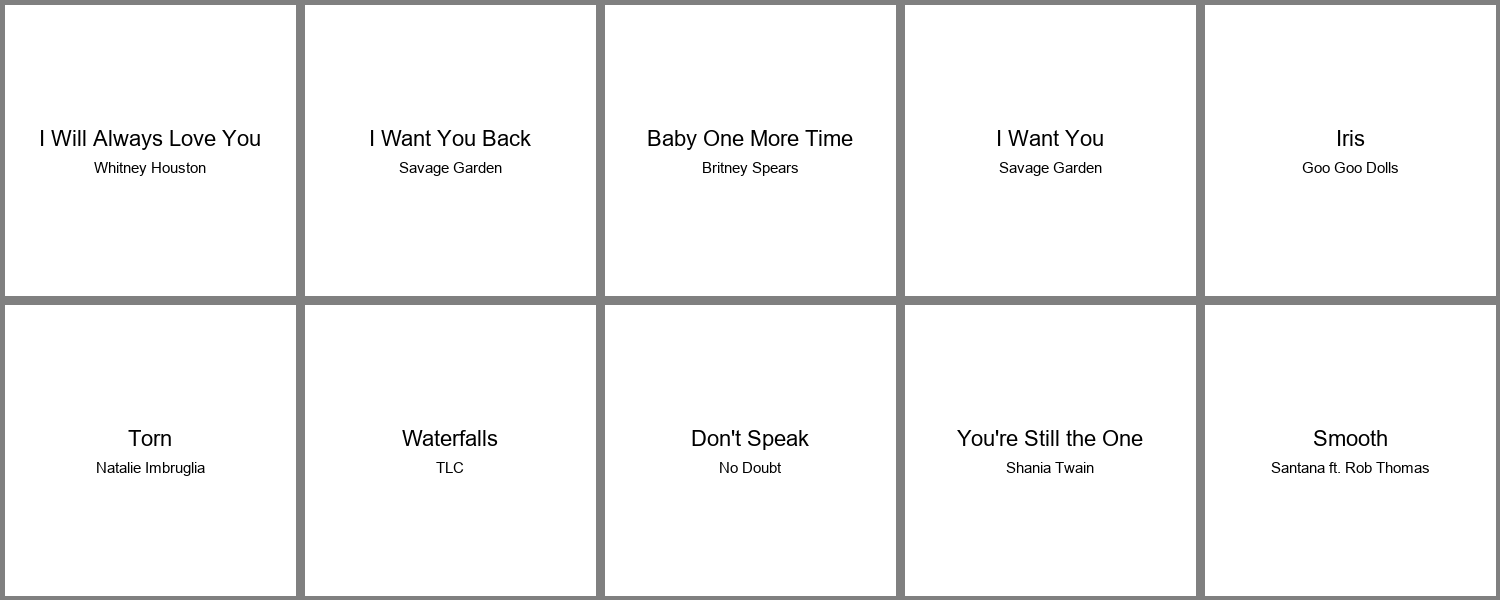 I Will Always Love You
Whitney Houston
I Want You Back
Savage Garden
Baby One More Time
Britney Spears
I Want You
Savage Garden
Iris
Goo Goo Dolls
Torn
Natalie Imbruglia
Waterfalls
TLC
Don't Speak
No Doubt
You're Still the One
Shania Twain
Smooth
Santana ft. Rob Thomas